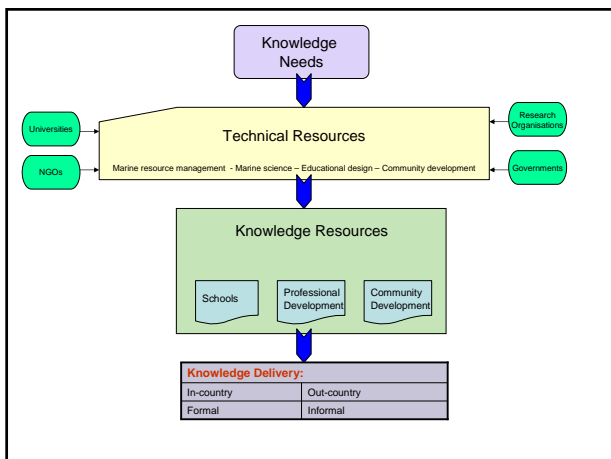 Knowledge
Needs
Universities
Research
Organisations
Technical Resources
NGOs
Marine resource management - Marine science – Educational design – Community development
Governments
Knowledge Resources
Schools
Professional
Development
Community
Development
Knowledge Delivery:
In-country Out-country
Formal Informal